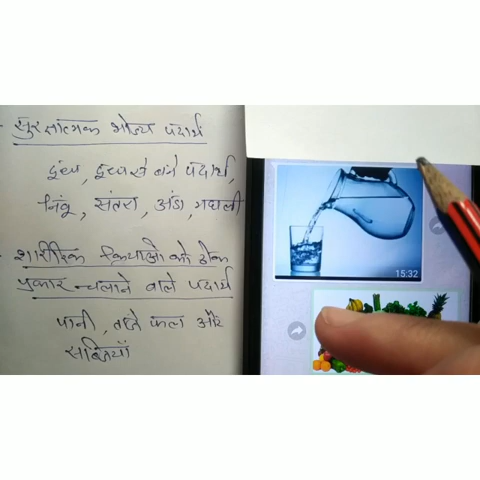 सुरक्षात्मक भोज्य पदार्थ
दूध, दूध से बने पदार्थ,
निंबू, संतरा, अंडा, मछली
शारीरिक क्रियाओं को ठीक
प्रकार चलाने वाले पदार्थ
पानी, ताजे फल और
सब्जियाँ
15:32